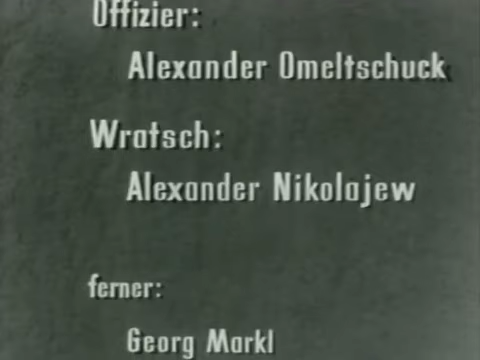 Offizier:
Alexander Omeltschuck
Wratsch:
Alexander Nikolajew
ferner:
Georg Markl